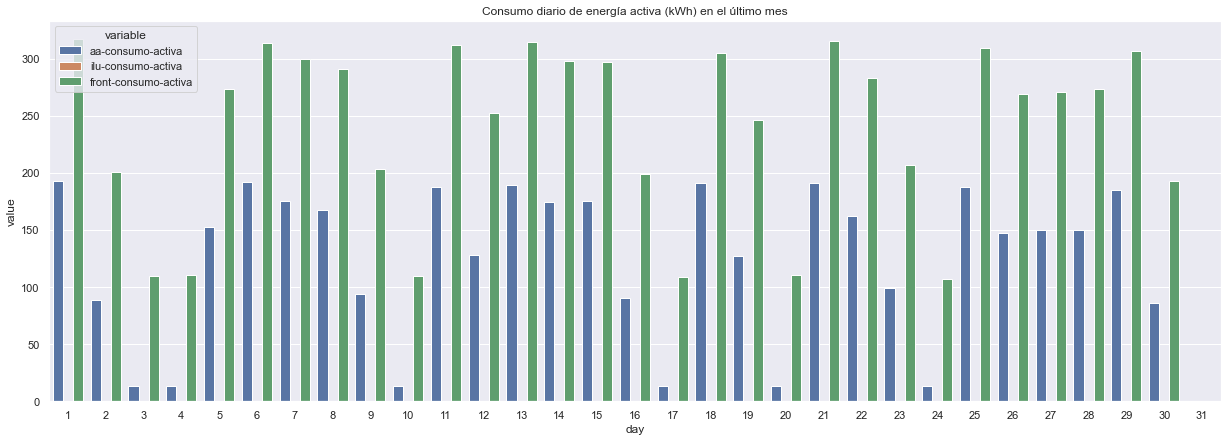 Consumo diario de energía activa (kWh) en el último mes
variable
aa-consumo-activa
ilu-consumo-activa
front-consumo-activa
300
250
200
150
100
50
0
value
1 2 3 4 5 6 7 8 9 10 11 12 13 14 15 16 17 18 19 20 21 22 23 24 25 26 27 28 29 30 31
day